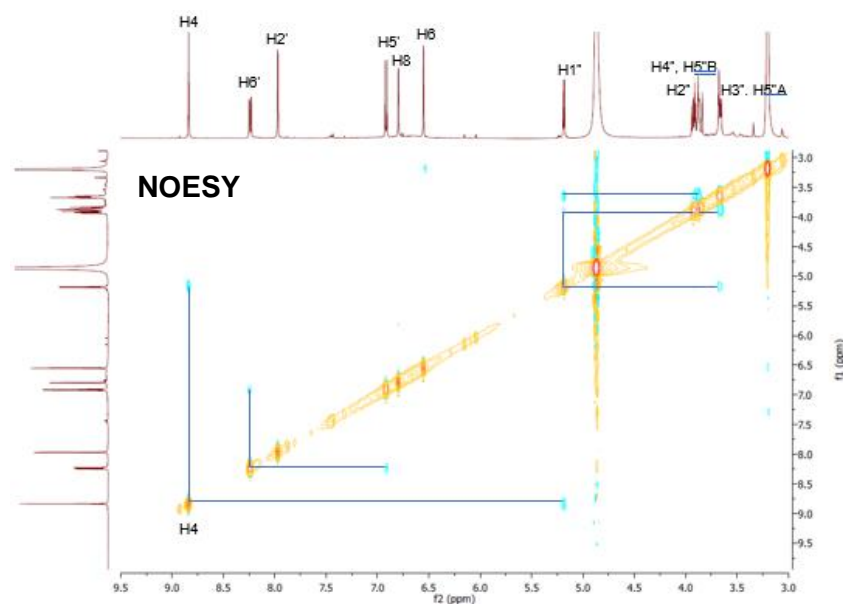 H4
H6'
H2'
H5'
H8
H6
H1"
H4", H5"B
H2"
H3". H5"A
NOESY
H4
3.0
3.5
4.0
4.5
5.0
5.5
6.0
6.5
7.0
7.5
8.0
8.5
9.0
9.5
f1 (ppm)
9.5 9.0 8.5 8.0 7.5 7.0 6.5 6.0 5.5 5.0 4.5 4.0 3.5 3.0
f2 (ppm)